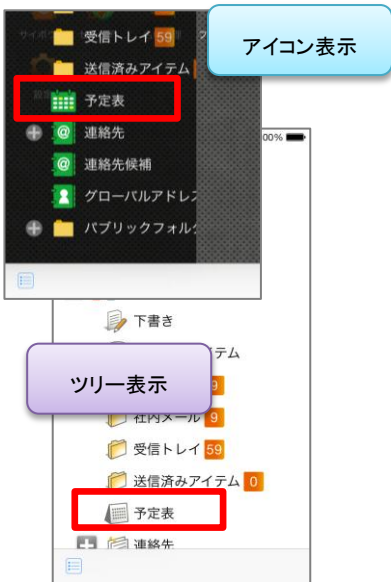 受信トレイ 59
アイコン表示
送信済みアイテム
予定表
連絡先
連絡先候補
グローバルアドレ
パブリックフォル
00%
下書き
テム
ツリー表示
9
社内メール 9
受信トレイ 59
送信済みアイテム 0
予定表
連絡先